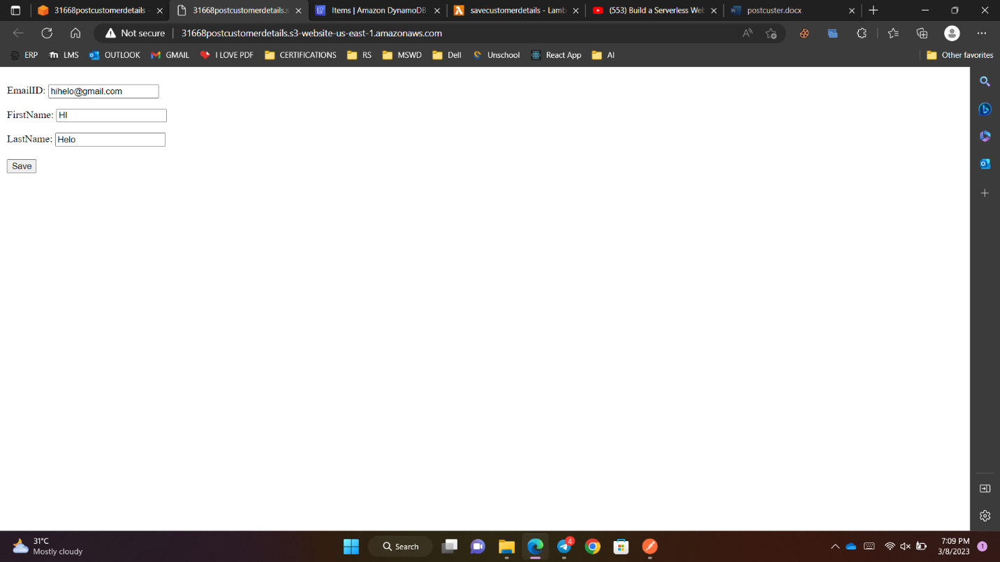 31668postcustomerdetails -
31668postcustomerdetails.s
Items | Amazon DynamoDB
savecustomerdetails - Lamb
(553) Build a Serverless Web
postcuster.docx
Not secure
31668postcustomerdetails.s3-website-us-east-1.amazonaws.com
ERP
LMS
OUTLOOK
GMAIL
I LOVE PDF
CERTIFICATIONS
RS
MSWD
Dell
Unschool
React App
AI
Other favorites
EmailID: hihelo@gmail.com
FirstName: HI
LastName: Helo
Save
31°C
Mostly cloudy
Search
4
7:09 PM
3/8/2023
1